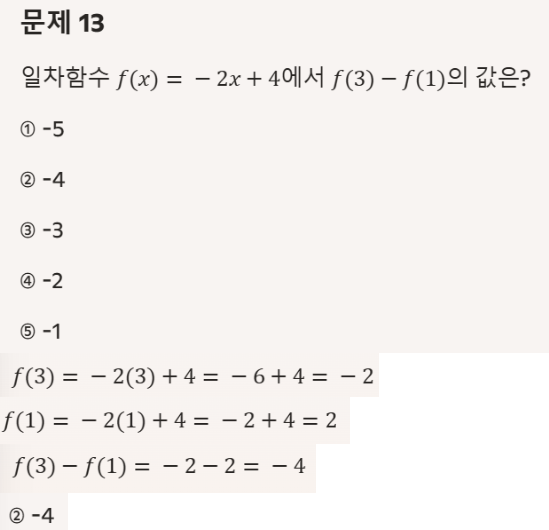 문제 13
일차함수 f(x) = − 2x + 4에서 f(3) − f(1)의 값은?
① -5
② -4
③ -3
④ -2
⑤ -1
f(3) = − 2(3) + 4 = − 6 + 4 = − 2
f(1) = − 2(1) + 4 = − 2 + 4 = 2
f(3) − f(1) = − 2 − 2 = − 4
② -4